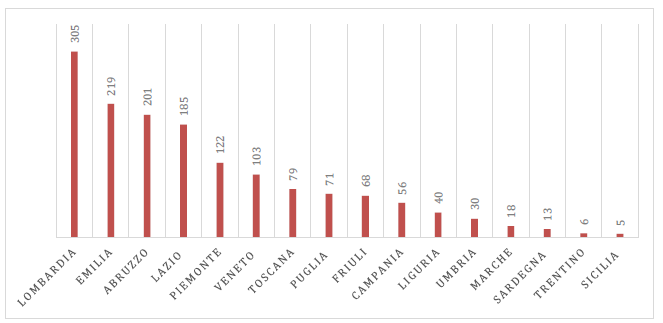 305
219
201
185
122
103
79
71
68
56
40
30
18
13
6
5
LOMBARDIA
EMILIA
ABRUZZO
LAZIO
PIEMONTE
VENETO
TOSCANA
PUGLIA
FRIULI
CAMPANIA
LIGURIA
UMBRIA
MARCHE
SARDEGNA
TRENTINO
SICILIA